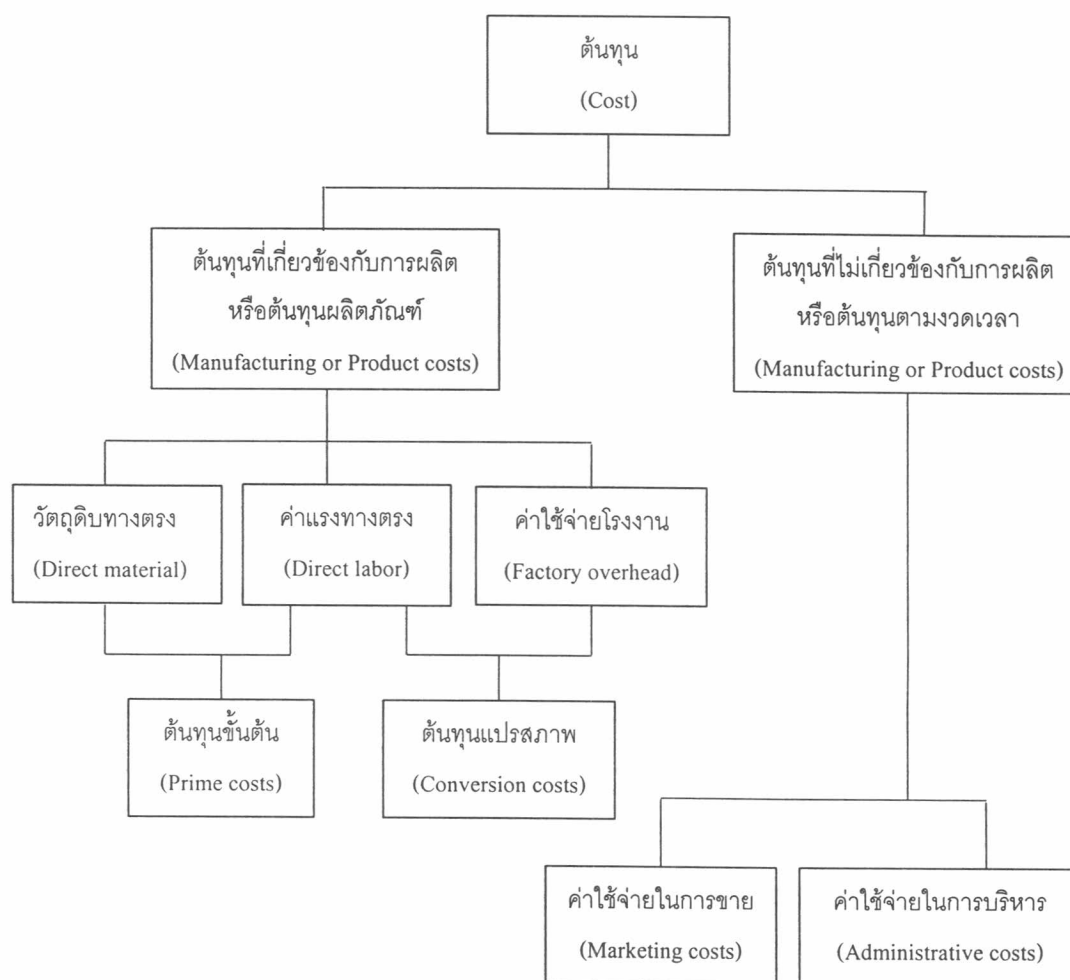 ต้นทุน
(Cost)
ต้นทุนที่เกี่ยวข้องกับการผลิต
หรือต้นทุนผลิตภัณฑ์
(Manufacturing or Product costs)
ต้นทุนที่ไม่เกี่ยวข้องกับการผลิต
หรือต้นทุนตามงวดเวลา
(Manufacturing or Product costs)
วัตถุดิบทางตรง
(Direct material)
ค่าแรงทางตรง
(Direct labor)
ค่าใช้จ่ายโรงงาน
(Factory overhead)
ต้นทุนขั้นต้น
(Prime costs)
ต้นทุนแปรสภาพ
(Conversion costs)
ค่าใช้จ่ายในการขาย
(Marketing costs)
ค่าใช้จ่ายในการบริหาร
(Administrative costs)